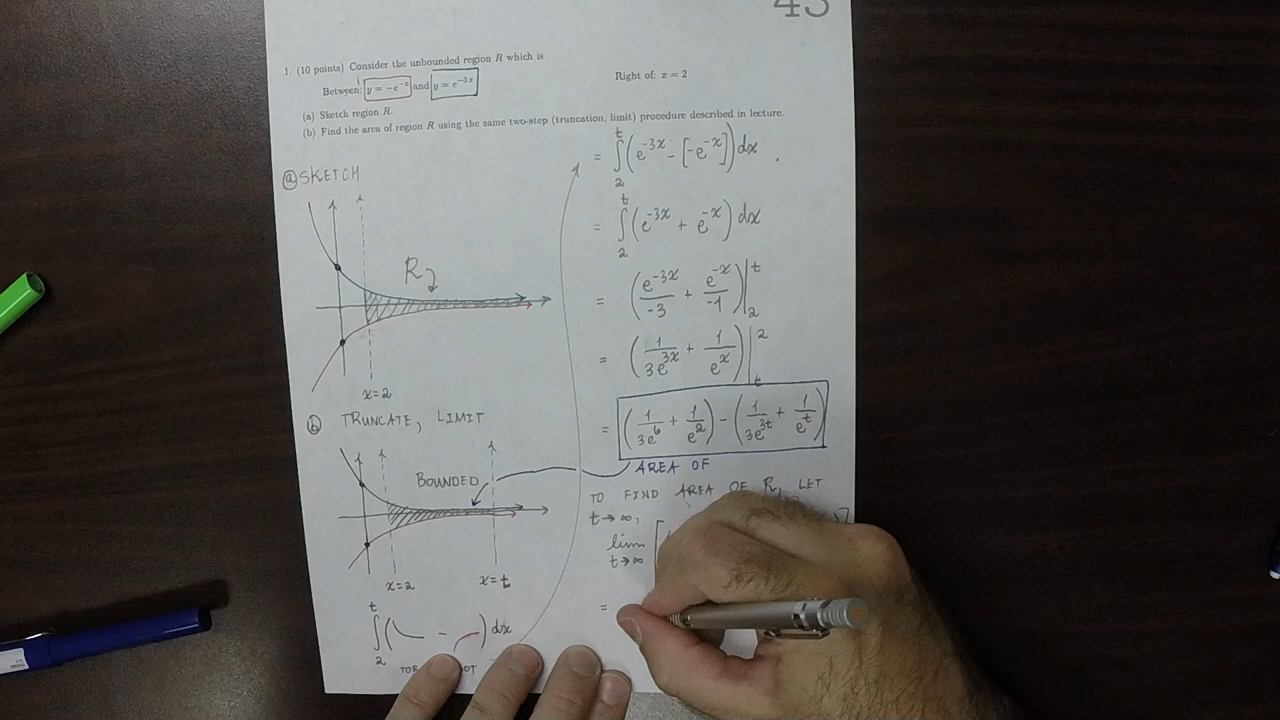 43
1. (10 points) Consider the unbounded region R which is
Between: y = −e^{−x} and y = e^{−3x}
Right of: x = 2
(a) Sketch region R.
(b) Find the area of region R using the same two-step (truncation, limit) procedure described in lecture.
ⓐ SKETCH
R
x=2
ⓑ TRUNCATE, LIMIT
BOUNDED
x=2 x=t
∫_2^t ( − ) dx
= ∫_2^t (e^{-3x} - [-e^{-x}]) dx .
= ∫_2^t (e^{-3x} + e^{-x}) dx
= (e^{-3x}/-3 + e^{-x}/-1)|_2^t
= (1/3e^{3x} + 1/e^x)|_t^2
= (1/3e^6 + 1/e^2) - (1/3e^{3t} + 1/e^t)
AREA OF
TO FIND AREA OF R, LET
t→∞,
lim t→∞ [
=